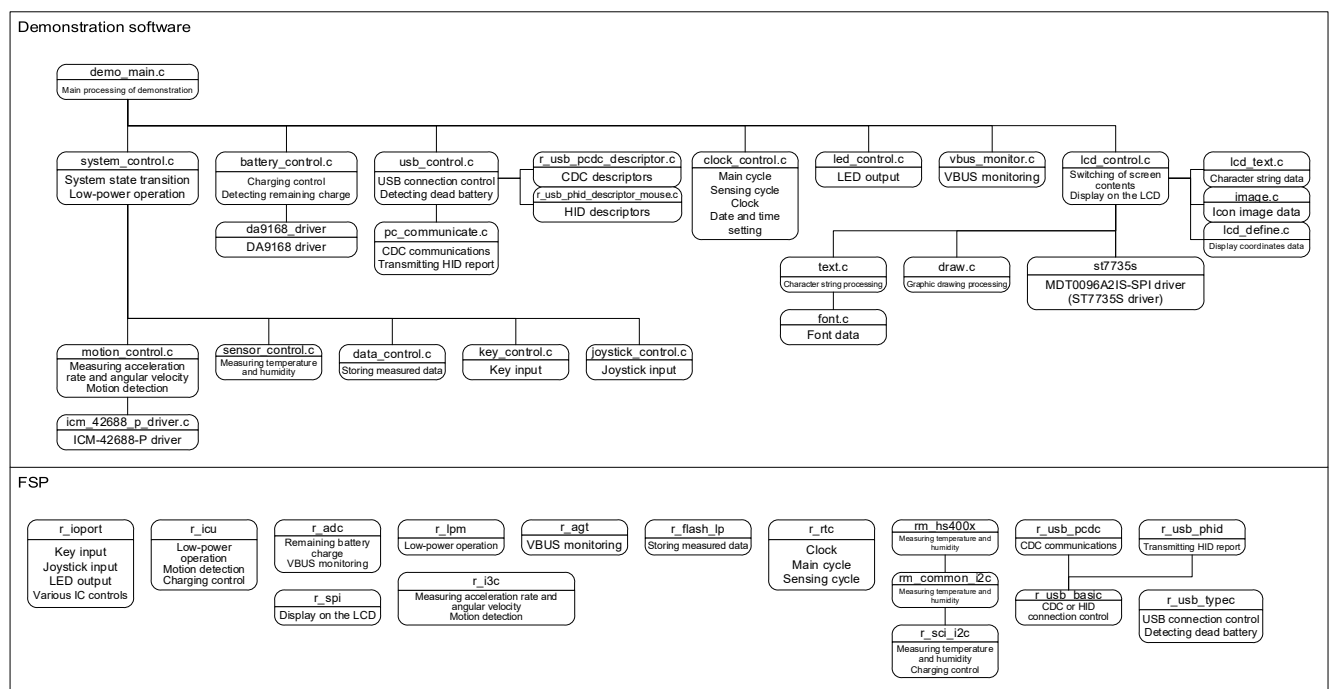 Demonstration software
demo_main.c
Main processing of demonstration
system_control.c
System state transition
Low-power operation
battery_control.c
Charging control
Detecting remaining charge
da9168_driver
DA9168 driver
usb_control.c
USB connection control
Detecting dead battery
pc_communicate.c
CDC communications
Transmitting HID report
r_usb_pcdc_descriptor.c
CDC descriptors
r_usb_phid_descriptor_mouse.c
HID descriptors
clock_control.c
Main cycle
Sensing cycle
Clock
Date and time
setting
led_control.c
LED output
vbus_monitor.c
VBUS monitoring
lcd_control.c
Switching of screen
contents
Display on the LCD
lcd_text.c
Character string data
image.c
Icon image data
lcd_define.c
Display coordinates data
text.c
Character string processing
font.c
Font data
draw.c
Graphic drawing processing
st7735s
MDT0096A2IS-SPI driver
(ST7735S driver)
motion_control.c
Measuring acceleration
rate and angular velocity
Motion detection
icm_42688_p_driver.c
ICM-42688-P driver
sensor_control.c
Measuring temperature
and humidity
data_control.c
Storing measured data
key_control.c
Key input
joystick_control.c
Joystick input
FSP
r_ioport
Key input
Joystick input
LED output
Various IC controls
r_icu
Low-power
operation
Motion detection
Charging control
r_adc
Remaining battery
charge
VBUS monitoring
r_spi
Display on the LCD
r_lpm
Low-power operation
r_i3c
Measuring acceleration rate and
angular velocity
Motion detection
r_agt
VBUS monitoring
r_flash_lp
Storing measured data
r_rtc
Clock
Main cycle
Sensing cycle
rm_hs400x
Measuring temperature and
humidity
rm_common_i2c
Measuring temperature and
humidity
r_sci_i2c
Measuring temperature
and humidity
Charging control
r_usb_pcdc
CDC communications
r_usb_basic
CDC or HID
connection control
r_usb_phid
Transmitting HID report
r_usb_typec
USB connection control
Detecting dead battery